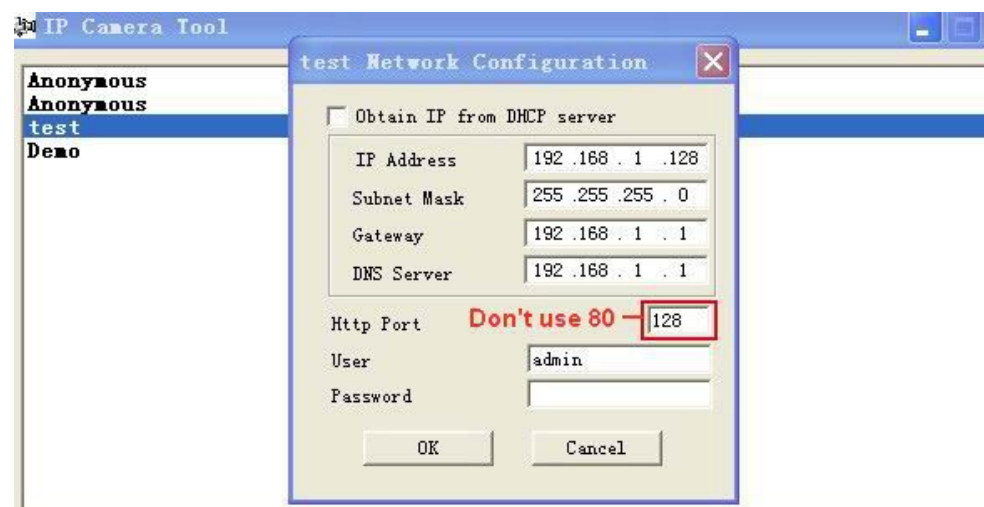 IP Camera Tool
Anonymous
Anonymous
test
Demo
test Network Configuration
Obtain IP from DHCP server
IP Address 192 .168 . 1 .128
Subnet Mask 255 .255 .255 . 0
Gateway 192 .168 . 1 . 1
DNS Server 192 .168 . 1 . 1
Http Port Don't use 80 128
User admin
Password
OK Cancel